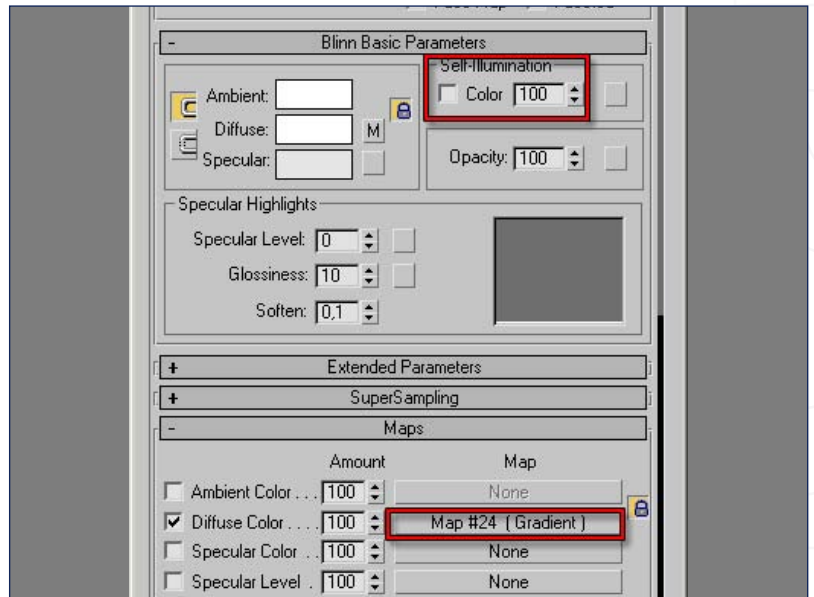 - Blinn Basic Parameters
Self-Illumination
Ambient: Color 100
Diffuse: M
Specular: Opacity: 100
Specular Highlights
Specular Level: 0
Glossiness: 10
Soften: 0,1
+ Extended Parameters
+ SuperSampling
- Maps
Amount Map
Ambient Color . . . 100 None
Diffuse Color . . . . 100 Map #24 ( Gradient )
Specular Color . . 100 None
Specular Level . 100 None